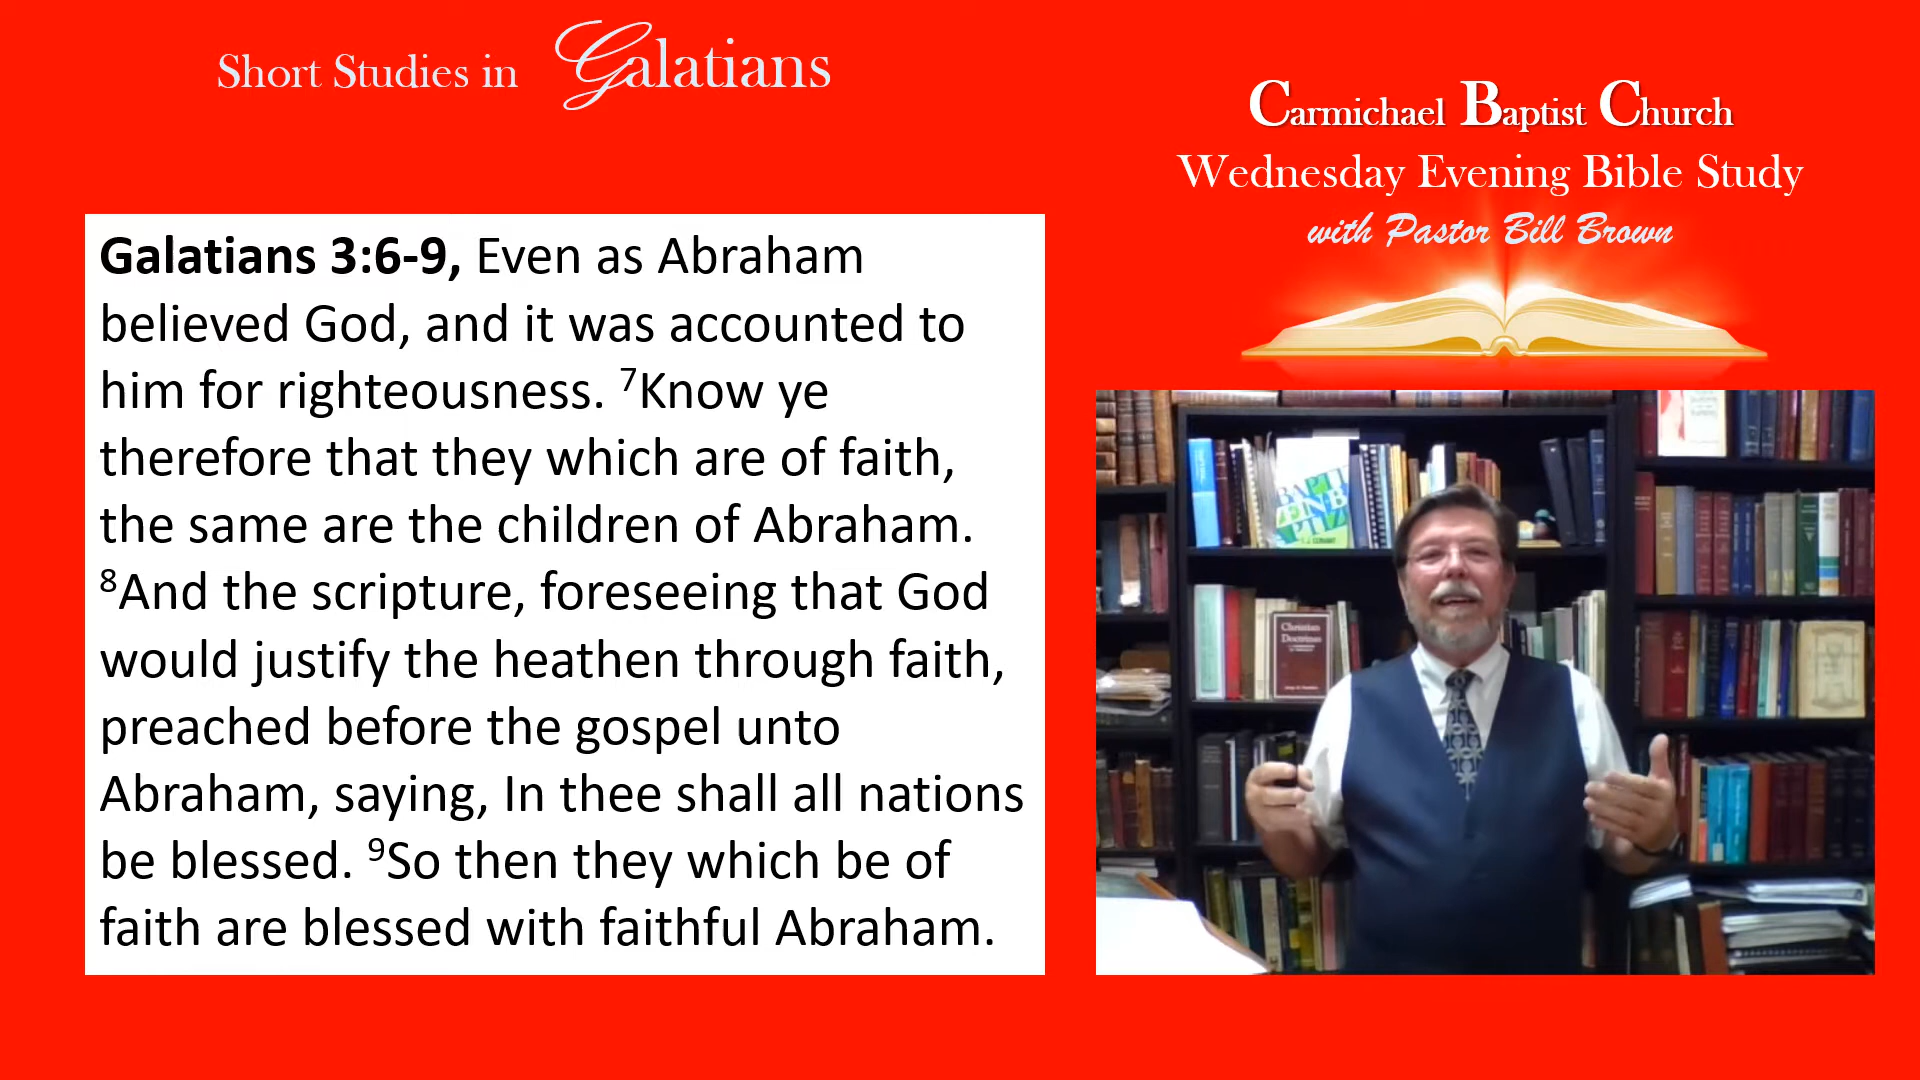 Short Studies in Galatians
Carmichael Baptist Church
Wednesday Evening Bible Study
with Pastor Bill Brown
Galatians 3:6-9, Even as Abraham
believed God, and it was accounted to
him for righteousness. ⁷Know ye
therefore that they which are of faith,
the same are the children of Abraham.
⁸And the scripture, foreseeing that God
would justify the heathen through faith,
preached before the gospel unto
Abraham, saying, In thee shall all nations
be blessed. ⁹So then they which be of
faith are blessed with faithful Abraham.
Christian
Doctrines